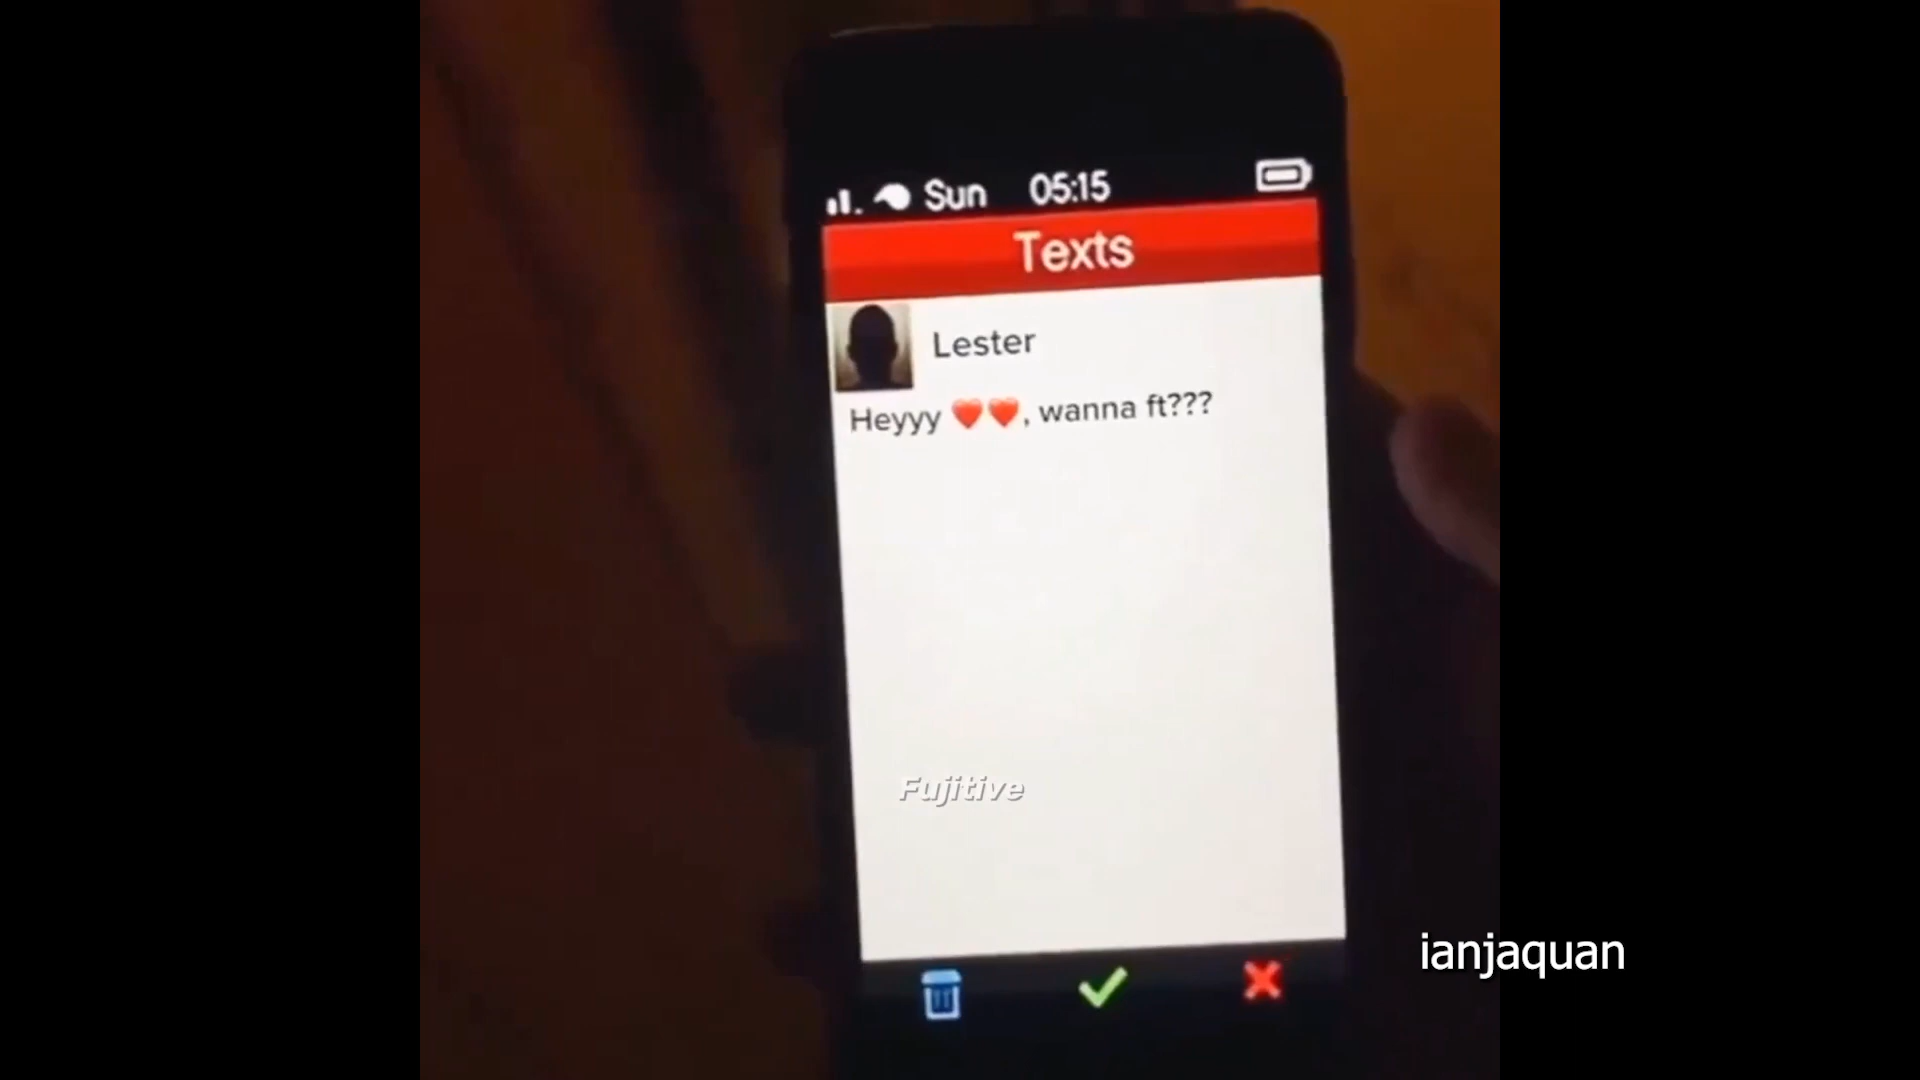 Sun 05:15
Texts
Lester
Heyyy ❤️❤️, wanna ft???
Fujitive
ianjaquan